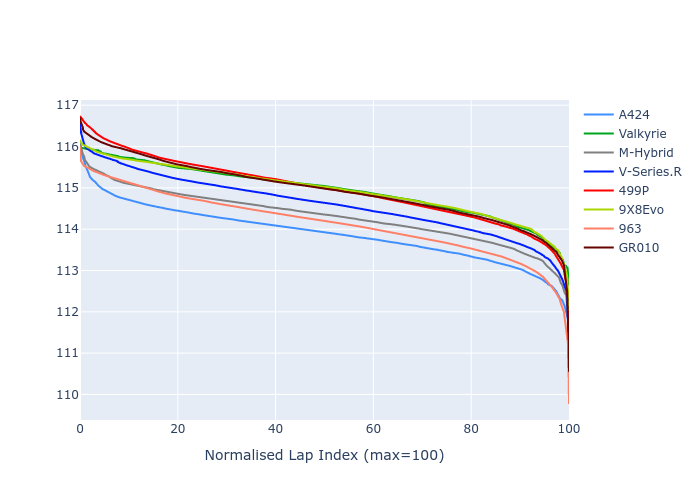 117
116
115
114
113
112
111
110
0 20 40 60 80 100
Normalised Lap Index (max=100)
A424
Valkyrie
M-Hybrid
V-Series.R
499P
9X8Evo
963
GR010